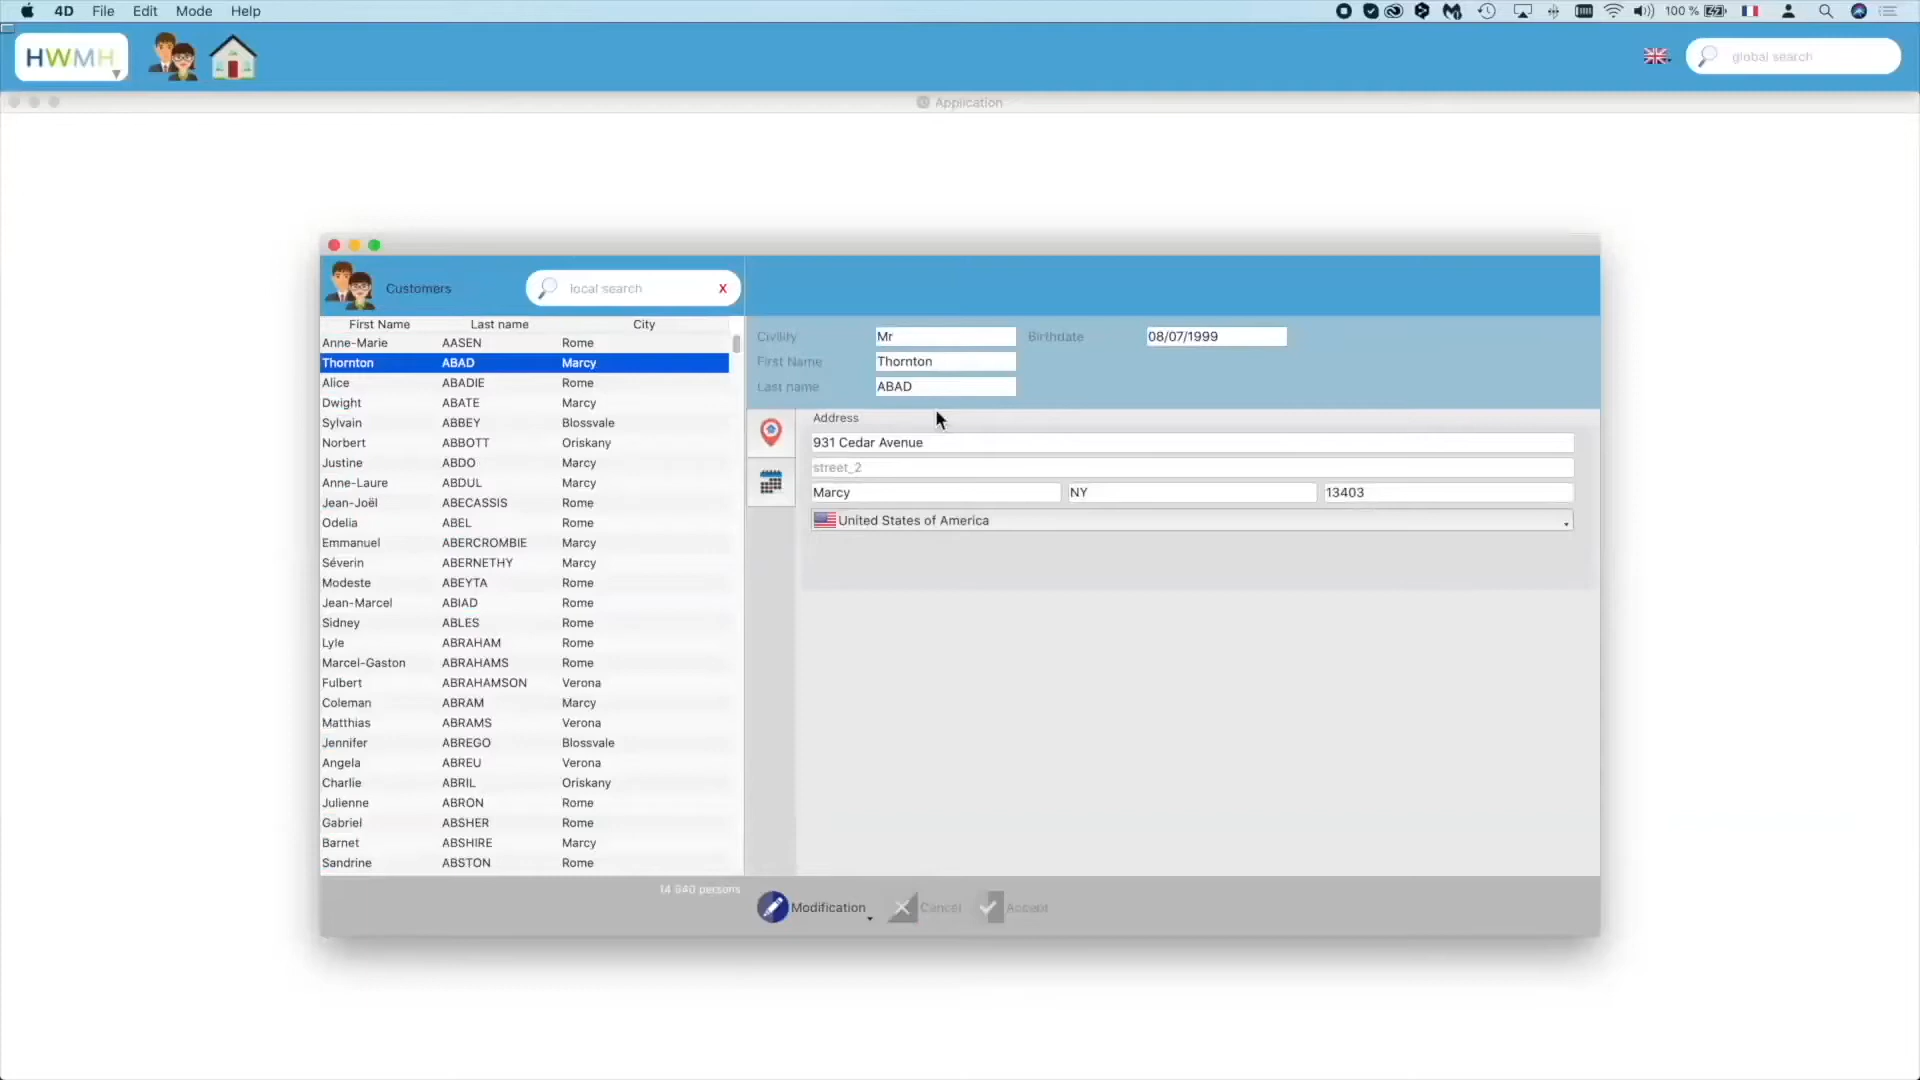 4D File Edit Mode Help 100 %
HWMH global search
Application
Customers local search X
First Name Last name City
Anne-Marie AASEN Rome
Thornton ABAD Marcy
Alice ABADIE Rome
Dwight ABATE Marcy
Sylvain ABBEY Blossvale
Norbert ABBOTT Oriskany
Justine ABDO Marcy
Anne-Laure ABDUL Marcy
Jean-Joël ABECASSIS Rome
Odelia ABEL Rome
Emmanuel ABERCROMBIE Marcy
Séverin ABERNETHY Marcy
Modeste ABEYTA Rome
Jean-Marcel ABIAD Rome
Sidney ABLES Rome
Lyle ABRAHAM Rome
Marcel-Gaston ABRAHAMS Rome
Fulbert ABRAHAMSON Verona
Coleman ABRAM Marcy
Matthias ABRAMS Verona
Jennifer ABREGO Blossvale
Angela ABREU Verona
Charlie ABRIL Oriskany
Julienne ABRON Rome
Gabriel ABSHER Rome
Barnet ABSHIRE Marcy
Sandrine ABSTON Rome
persons
Civility Mr Birthdate 08/07/1999
First Name Thornton
Last name ABAD
Address
931 Cedar Avenue
street_2
Marcy NY 13403
United States of America
Modification Cancel Accept